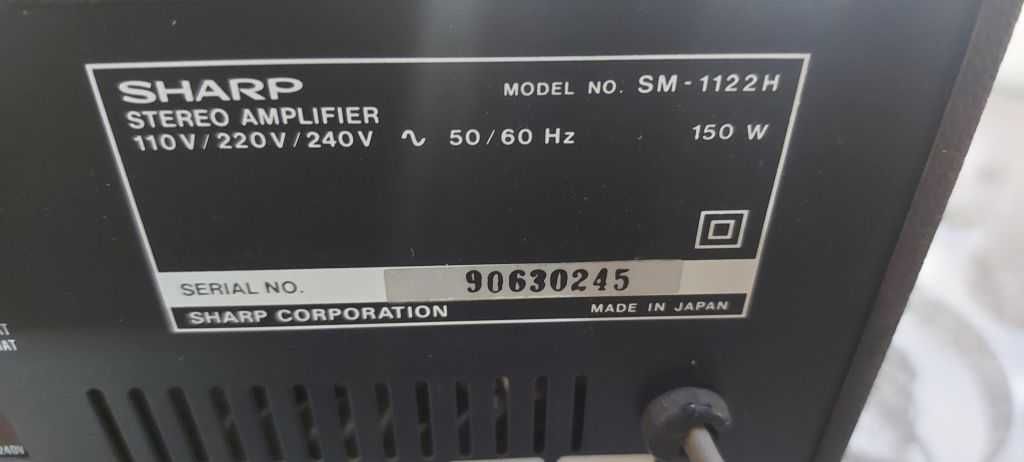 SHARP MODEL NO. SM-1122H
STEREO AMPLIFIER
110V/220V/240V ∿ 50/60 Hz 150 W
SERIAL NO. 90630245
SHARP CORPORATION MADE IN JAPAN
240V